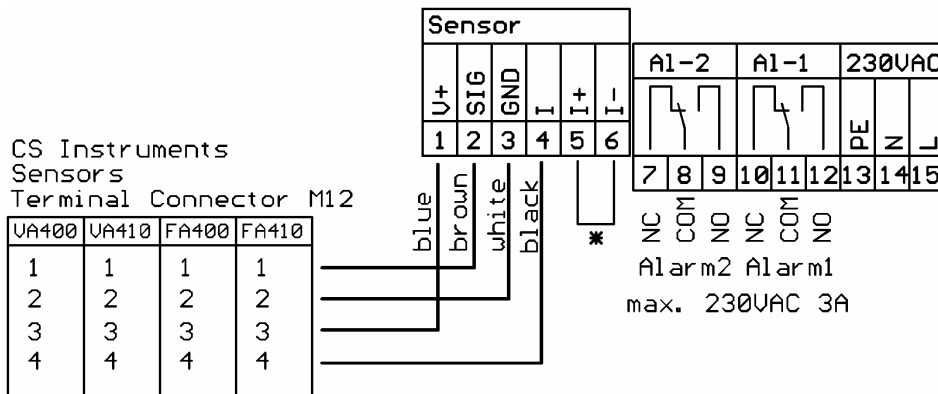 Sensor
V+ SIG GND I I+ I-
1 2 3 4 5 6
Al-2 Al-1 230VAC
PE N L
7 8 9 10 11 12 13 14 15
NC COM NO NC COM NO
Alarm2 Alarm1
max. 230VAC 3A
blue brown white black *
CS Instruments
Sensors
Terminal Connector M12
VA400 VA410 FA400 FA410
1 1 1 1
2 2 2 2
3 3 3 3
4 4 4 4